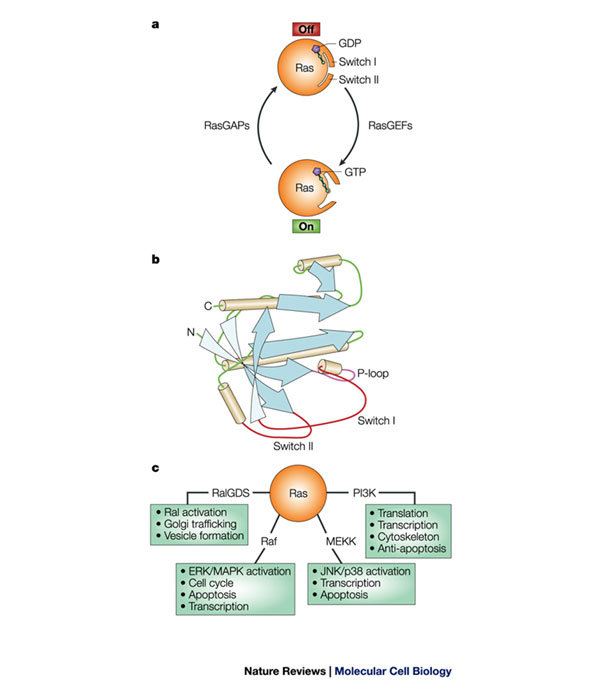 a
Off
GDP
Ras
Switch I
Switch II
RasGAPs
RasGEFs
GTP
Ras
On
b
C
N
P-loop
Switch I
Switch II
c
RalGDS
Ras
PI3K
• Ral activation
• Golgi trafficking
• Vesicle formation
• Translation
• Transcription
• Cytoskeleton
• Anti-apoptosis
Raf
MEKK
• ERK/MAPK activation
• Cell cycle
• Apoptosis
• Transcription
• JNK/p38 activation
• Transcription
• Apoptosis
Nature Reviews | Molecular Cell Biology